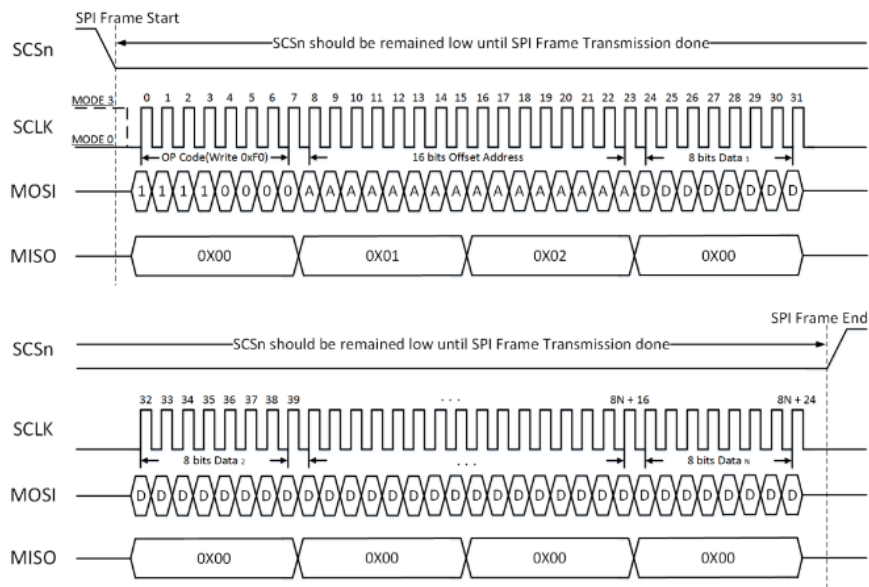 SPI Frame Start
SCSn
SCSn should be remained low until SPI Frame Transmission done
MODE 3
0 1 2 3 4 5 6 7 8 9 10 11 12 13 14 15 16 17 18 19 20 21 22 23 24 25 26 27 28 29 30 31
SCLK
MODE 0
OP Code(Write 0xF0) 16 bits Offset Address 8 bits Data 1
MOSI 1 1 1 1 0 0 0 0 A A A A A A A A A A A A A A A A D D D D D D D D
MISO 0X00 0X01 0X02 0X00
SPI Frame End
SCSn
SCSn should be remained low until SPI Frame Transmission done
32 33 34 35 36 37 38 39 . . . 8N + 16 8N + 24
SCLK
8 bits Data 2 . . . 8 bits Data N
MOSI D D D D D D D D D D D D D D D D D D D D D D D D D D D D D D D D
MISO 0X00 0X00 0X00 0X00